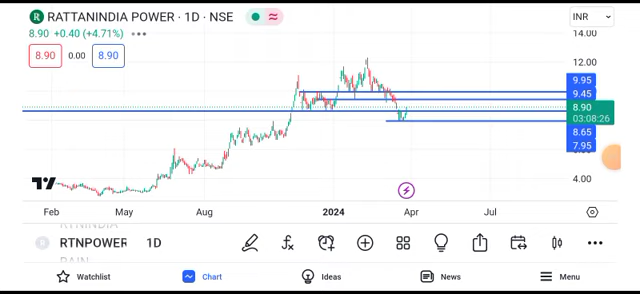 R RATTANINDIA POWER · 1D · NSE
INR
8.90 +0.40 (+4.71%)
8.90 0.00 8.90
14.00
12.00
9.95
9.45
8.90
03:08:26
8.65
7.95
4.00
Feb May Aug 2024 Apr Jul
R RTNPOWER 1D
Watchlist Chart Ideas News Menu